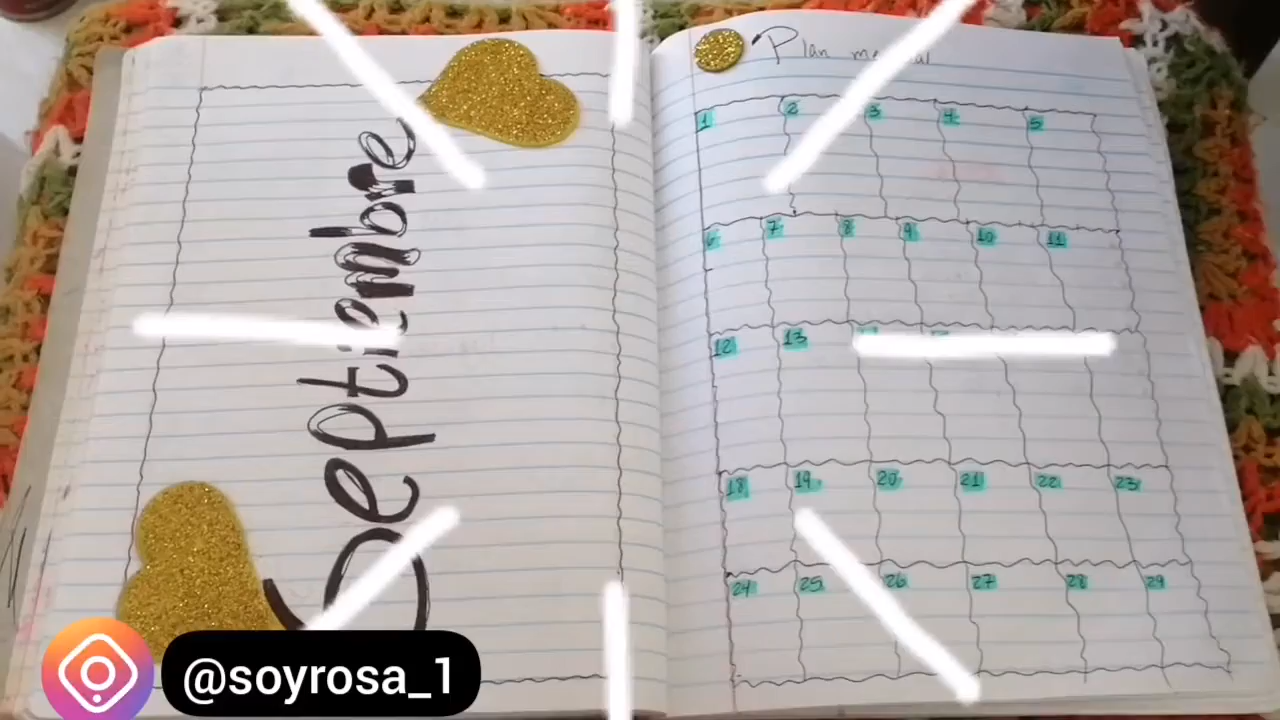 Septiembre
Plan
1 2 3 4 5
6 7 8 9 10 11
12 13
18 19 20 21 22 23
24 25 26 27 28 29
@soyrosa_1